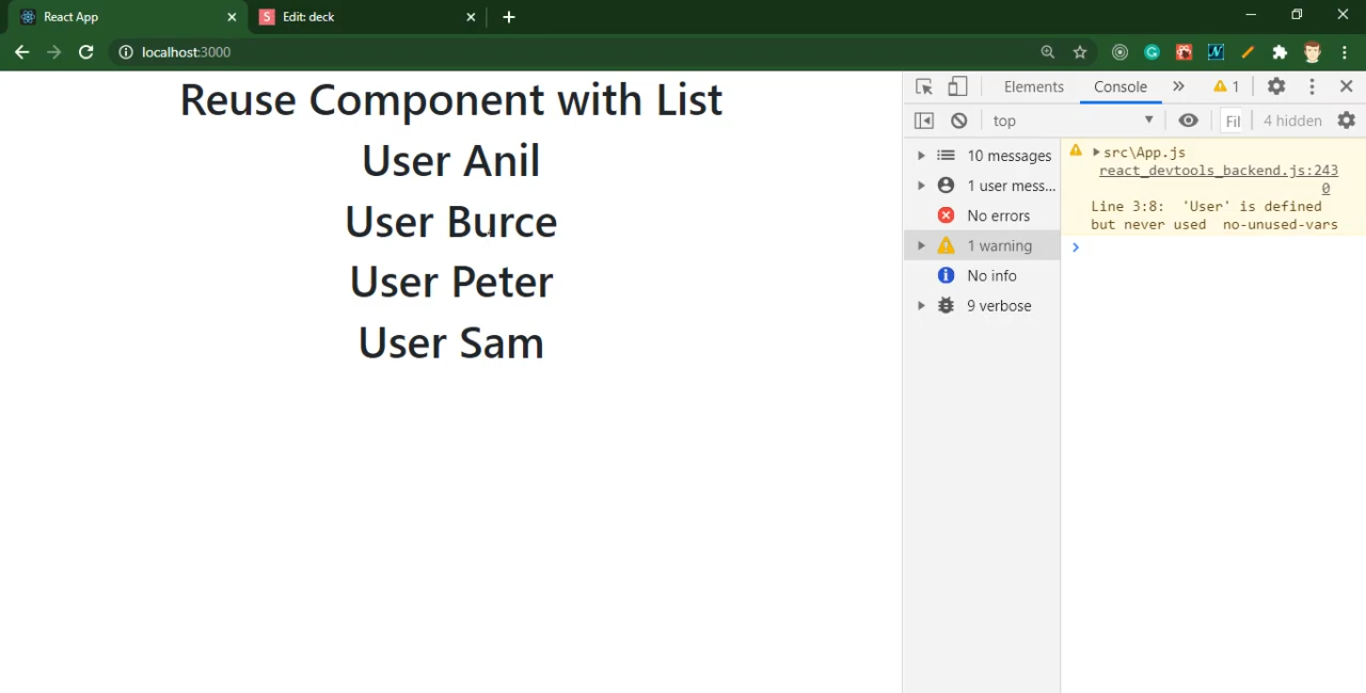 React App
S
Edit: deck
localhost:3000
Reuse Component with List
User Anil
User Burce
User Peter
User Sam
Elements
Console
1
top
Fil
4 hidden
10 messages
1 user mess...
No errors
1 warning
No info
9 verbose
src\App.js
react_devtools_backend.js:243
0
Line 3:8: 'User' is defined
but never used no-unused-vars